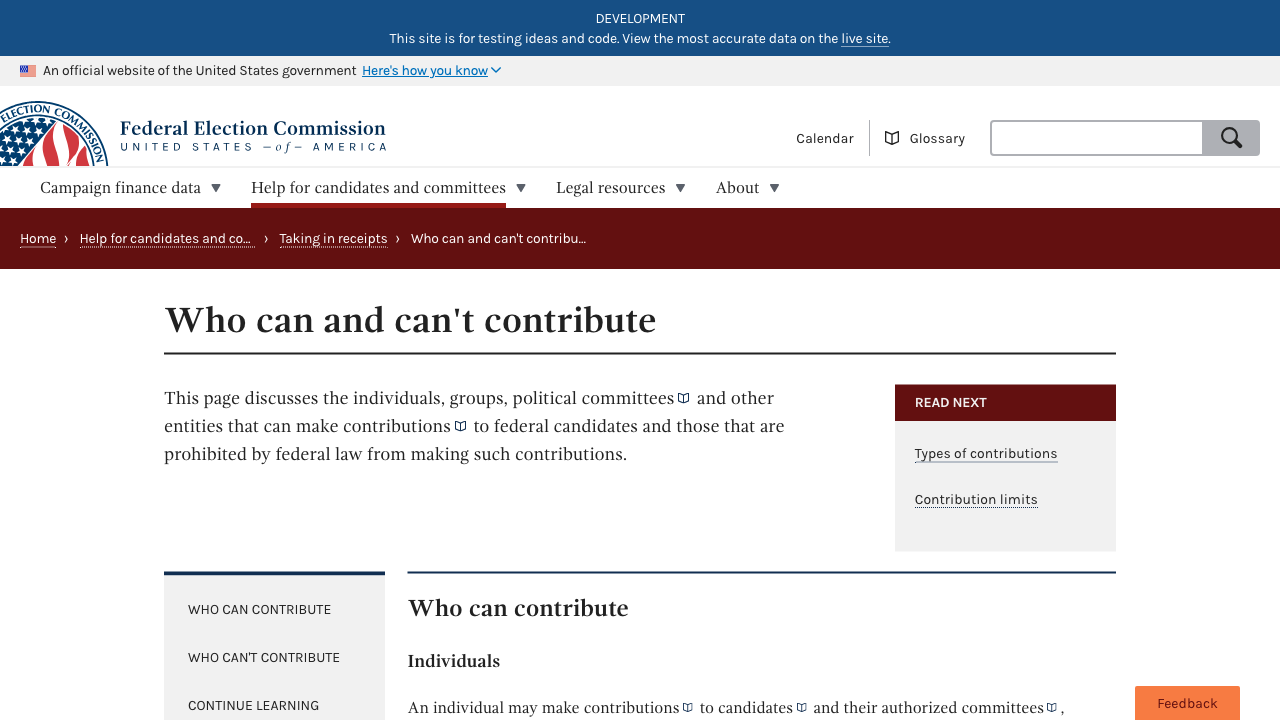 DEVELOPMENT
This site is for testing ideas and code. View the most accurate data on the live site.
An official website of the United States government Here's how you know
ELECTION COMMISSION
Federal Election Commission
UNITED STATES of AMERICA
Calendar
Glossary
Campaign finance data
Help for candidates and committees
Legal resources
About
Home › Help for candidates and co... › Taking in receipts › Who can and can't contribu...
Who can and can't contribute
This page discusses the individuals, groups, political committees and other
entities that can make contributions to federal candidates and those that are
prohibited by federal law from making such contributions.
READ NEXT
Types of contributions
Contribution limits
WHO CAN CONTRIBUTE
WHO CAN'T CONTRIBUTE
CONTINUE LEARNING
Who can contribute
Individuals
An individual may make contributions to candidates and their authorized committees,
Feedback